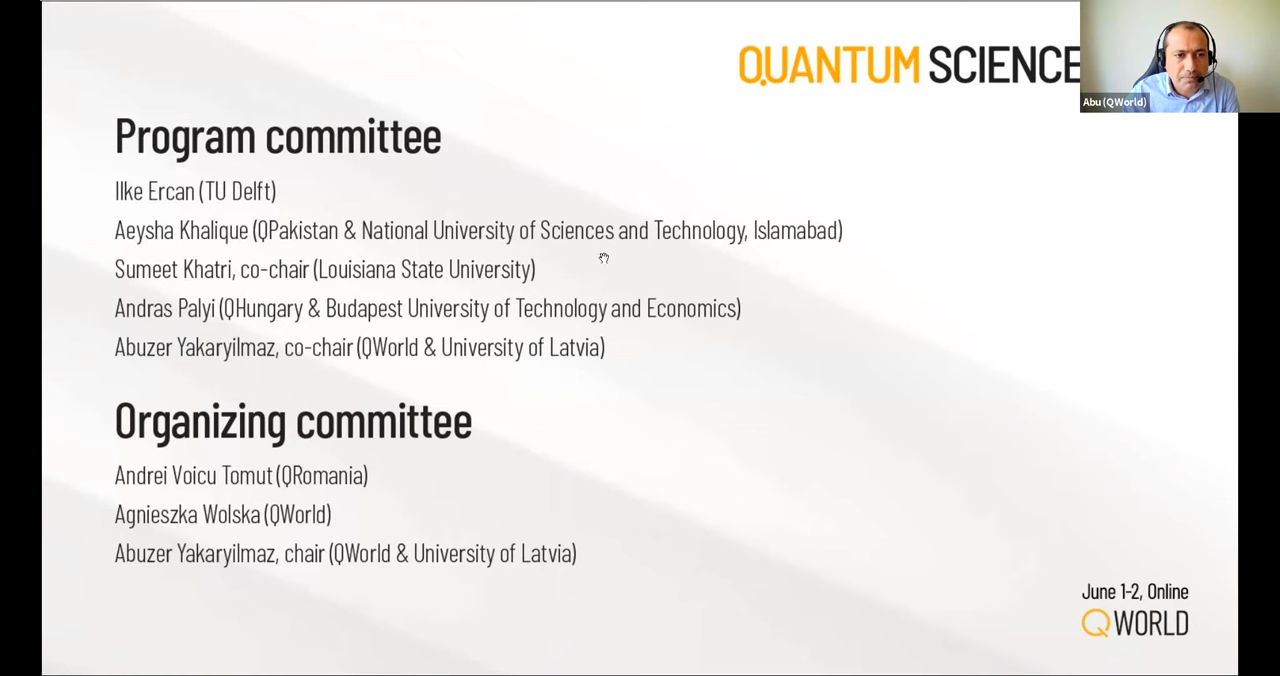 QUANTUM SCIENCE
Abu (QWorld)
Program committee
Ilke Ercan (TU Delft)
Aeysha Khalique (QPakistan & National University of Sciences and Technology, Islamabad)
Sumeet Khatri, co-chair (Louisiana State University)
Andras Palyi (QHungary & Budapest University of Technology and Economics)
Abuzer Yakaryilmaz, co-chair (QWorld & University of Latvia)
Organizing committee
Andrei Voicu Tomut (QRomania)
Agnieszka Wolska (QWorld)
Abuzer Yakaryilmaz, chair (QWorld & University of Latvia)
June 1-2, Online
QWORLD